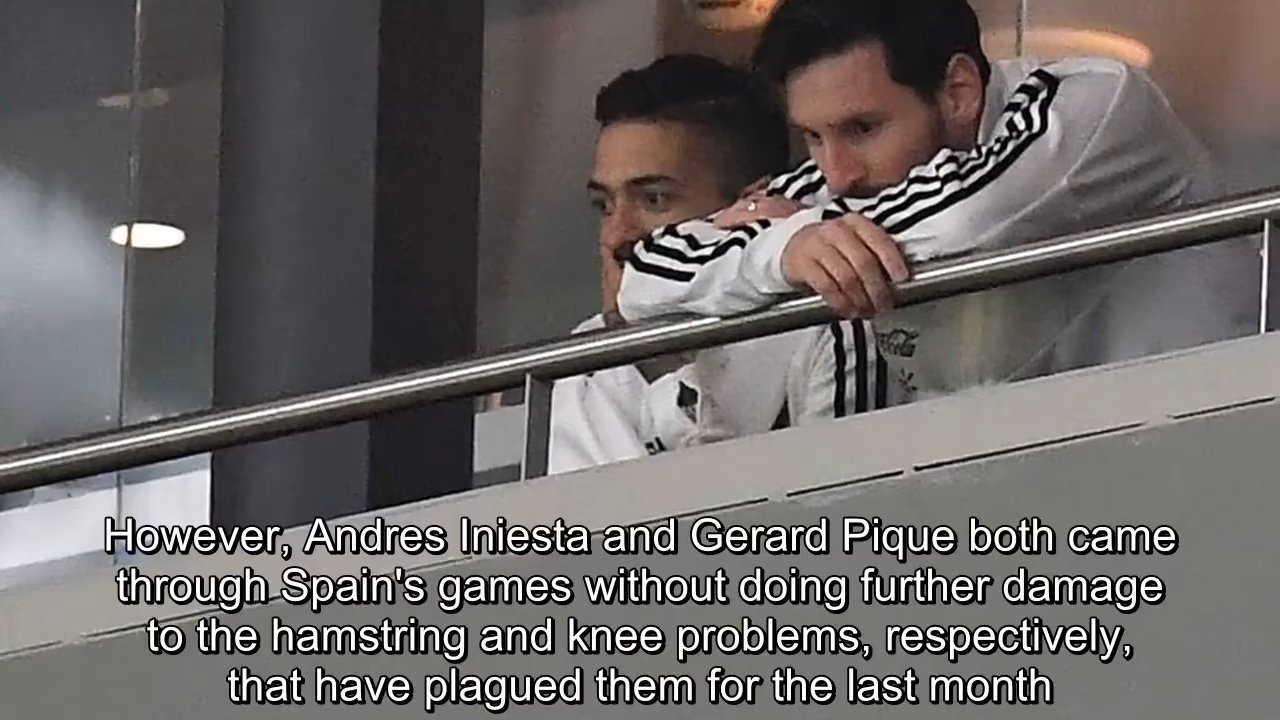 However, Andres Iniesta and Gerard Pique both came
through Spain's games without doing further damage
to the hamstring and knee problems, respectively,
that have plagued them for the last month